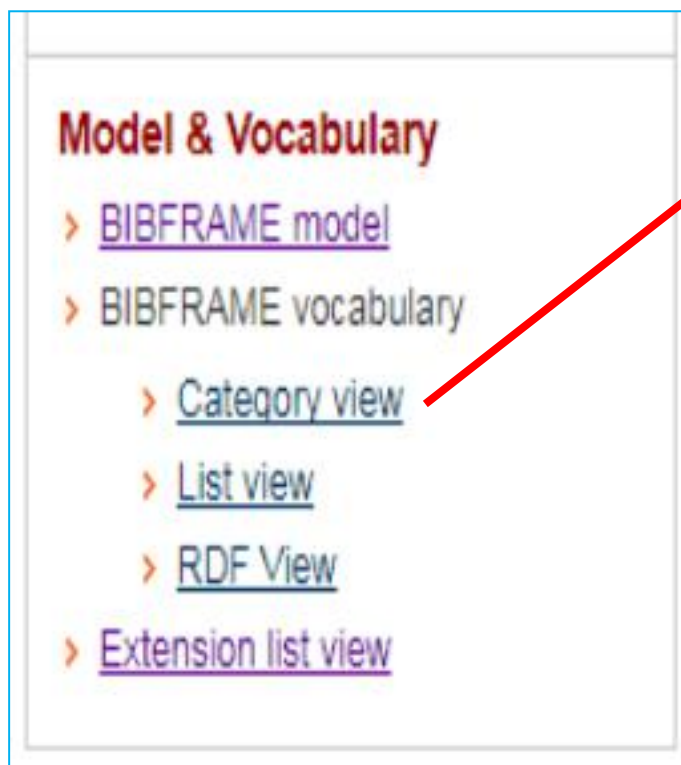 Model & Vocabulary
> BIBFRAME model
> BIBFRAME vocabulary
> Category view
> List view
> RDF View
> Extension list view